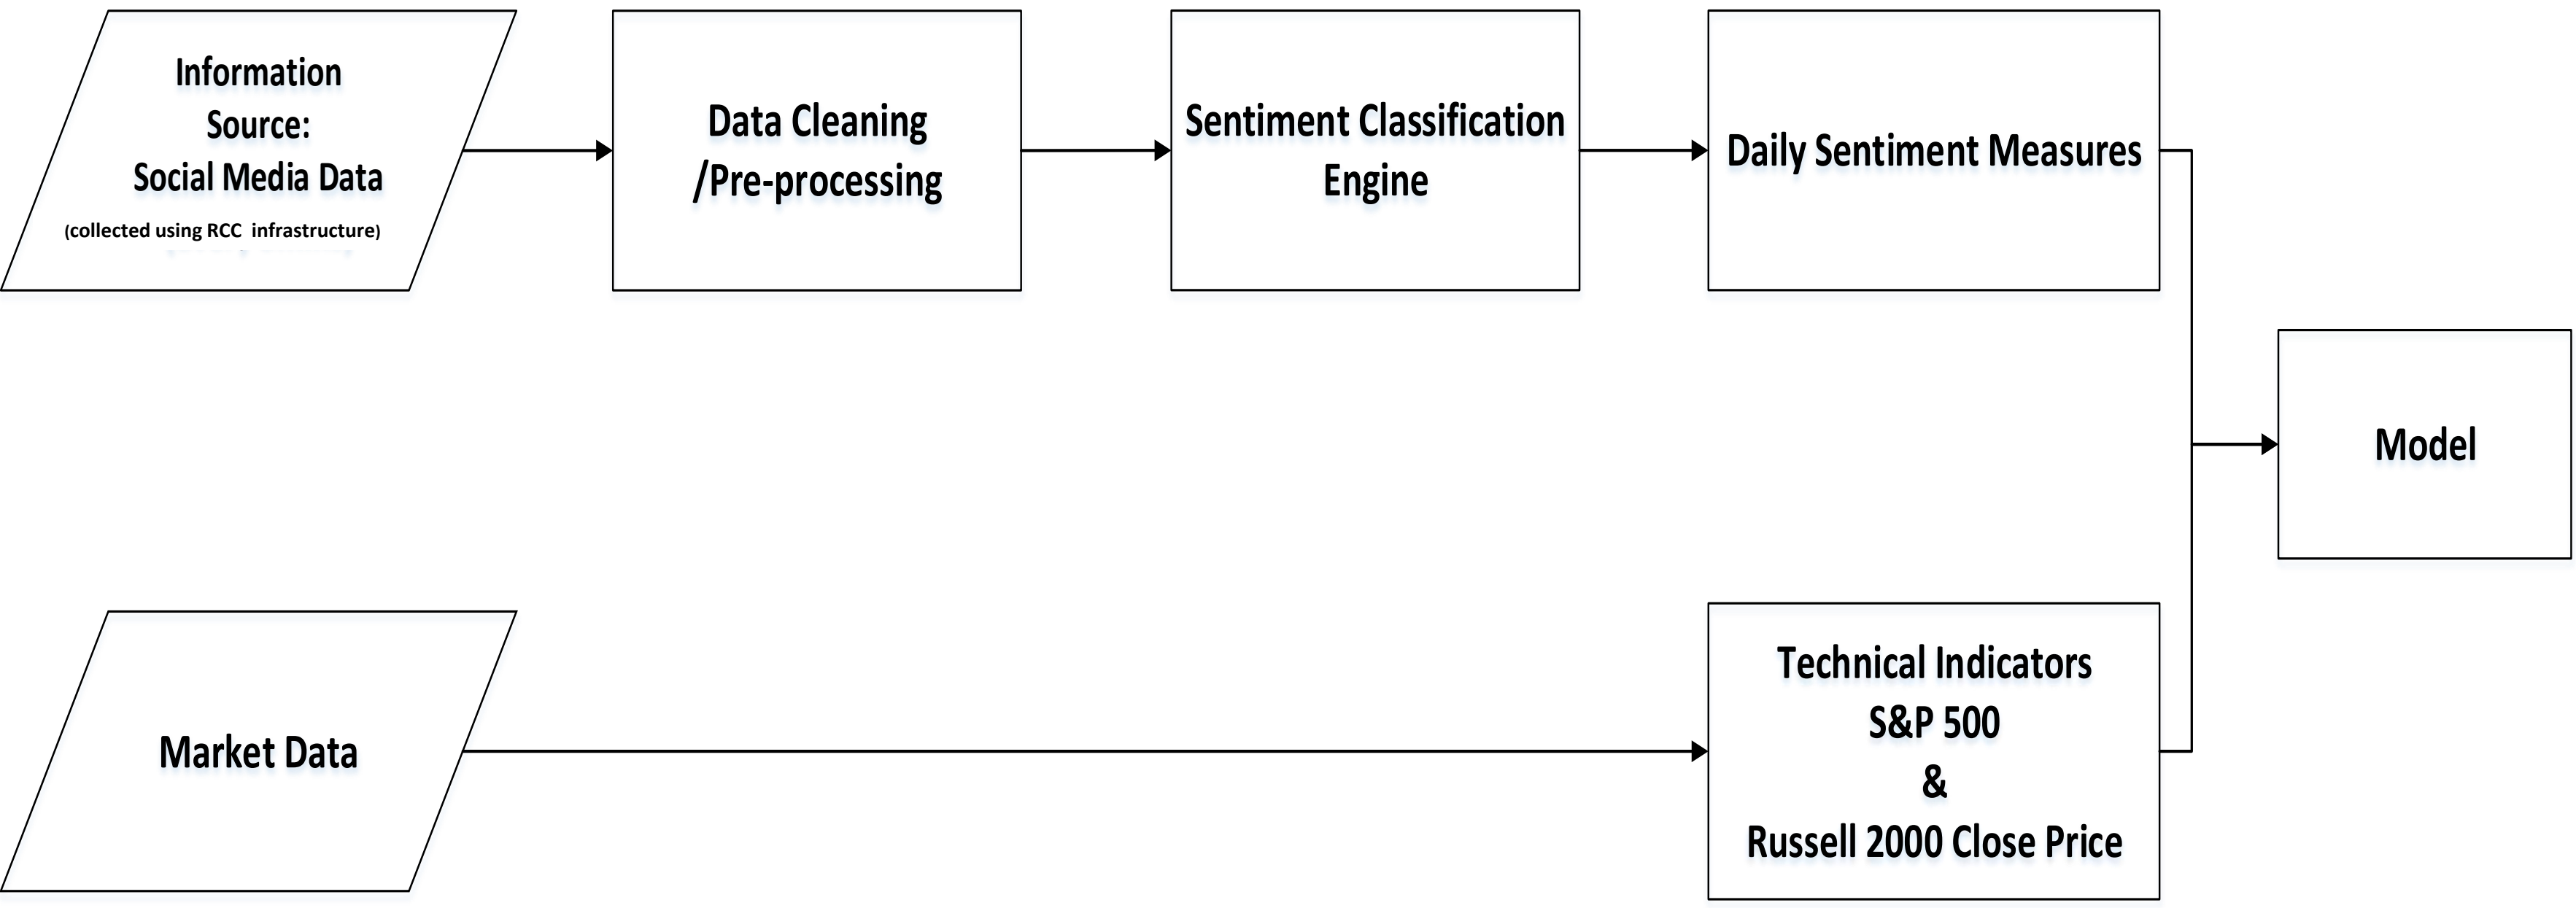 Information
Source:
Social Media Data
(collected using RCC infrastructure)
Data Cleaning
/Pre-processing
Sentiment Classification
Engine
Daily Sentiment Measures
Model
Market Data
Technical Indicators
S&P 500
&
Russell 2000 Close Price